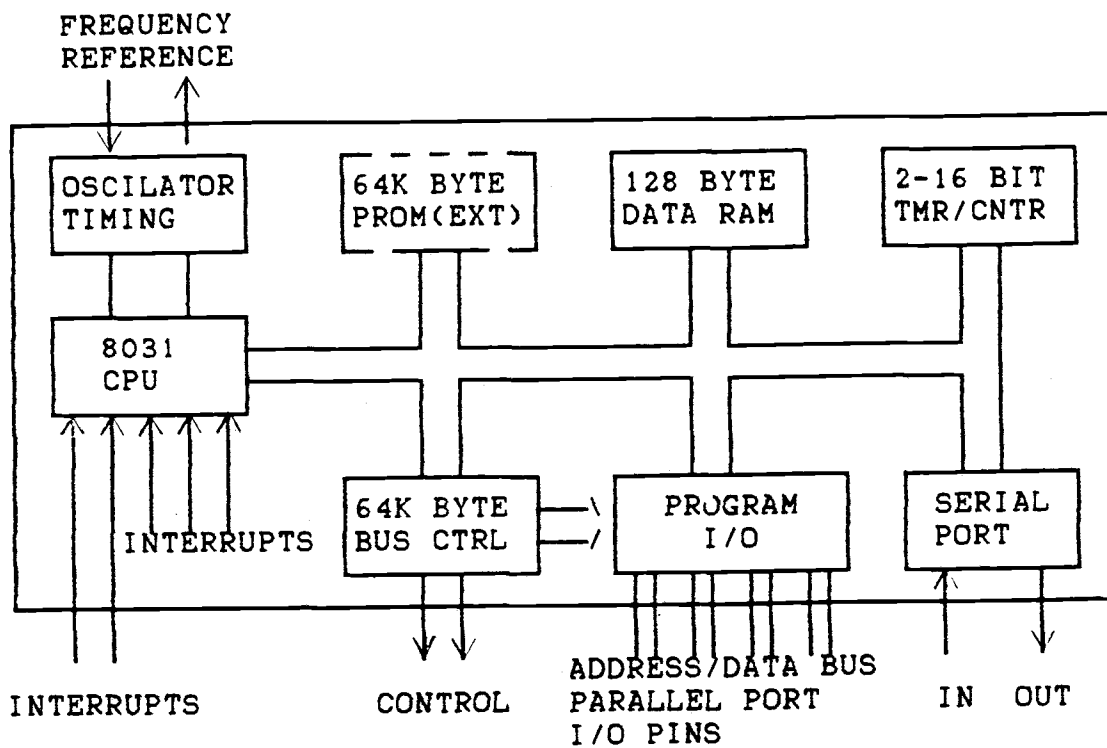 FREQUENCY
REFERENCE
OSCILATOR
TIMING
64K BYTE
PROM(EXT)
128 BYTE
DATA RAM
2-16 BIT
TMR/CNTR
8031
CPU
INTERRUPTS
64K BYTE
BUS CTRL
PROGRAM
I/O
SERIAL
PORT
INTERRUPTS
CONTROL
ADDRESS/DATA BUS
PARALLEL PORT
I/O PINS
IN OUT